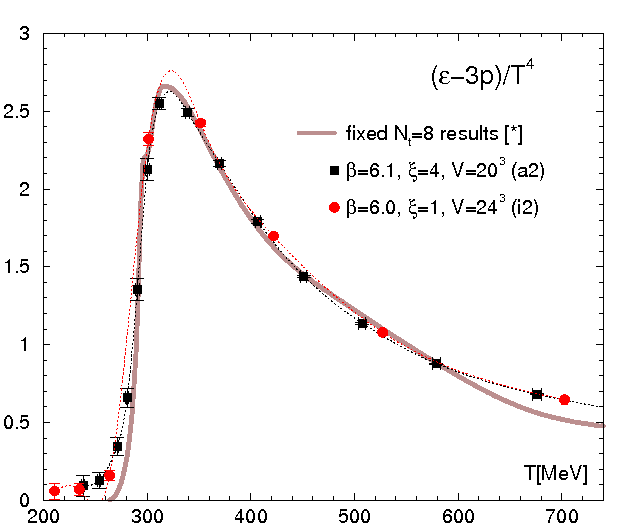 (ε−3p)/T⁴
fixed Nₜ=8 results [*]
β=6.1, ξ=4, V=20³ (a2)
β=6.0, ξ=1, V=24³ (i2)
3
2.5
2
1.5
1
0.5
0
T[MeV]
200 300 400 500 600 700